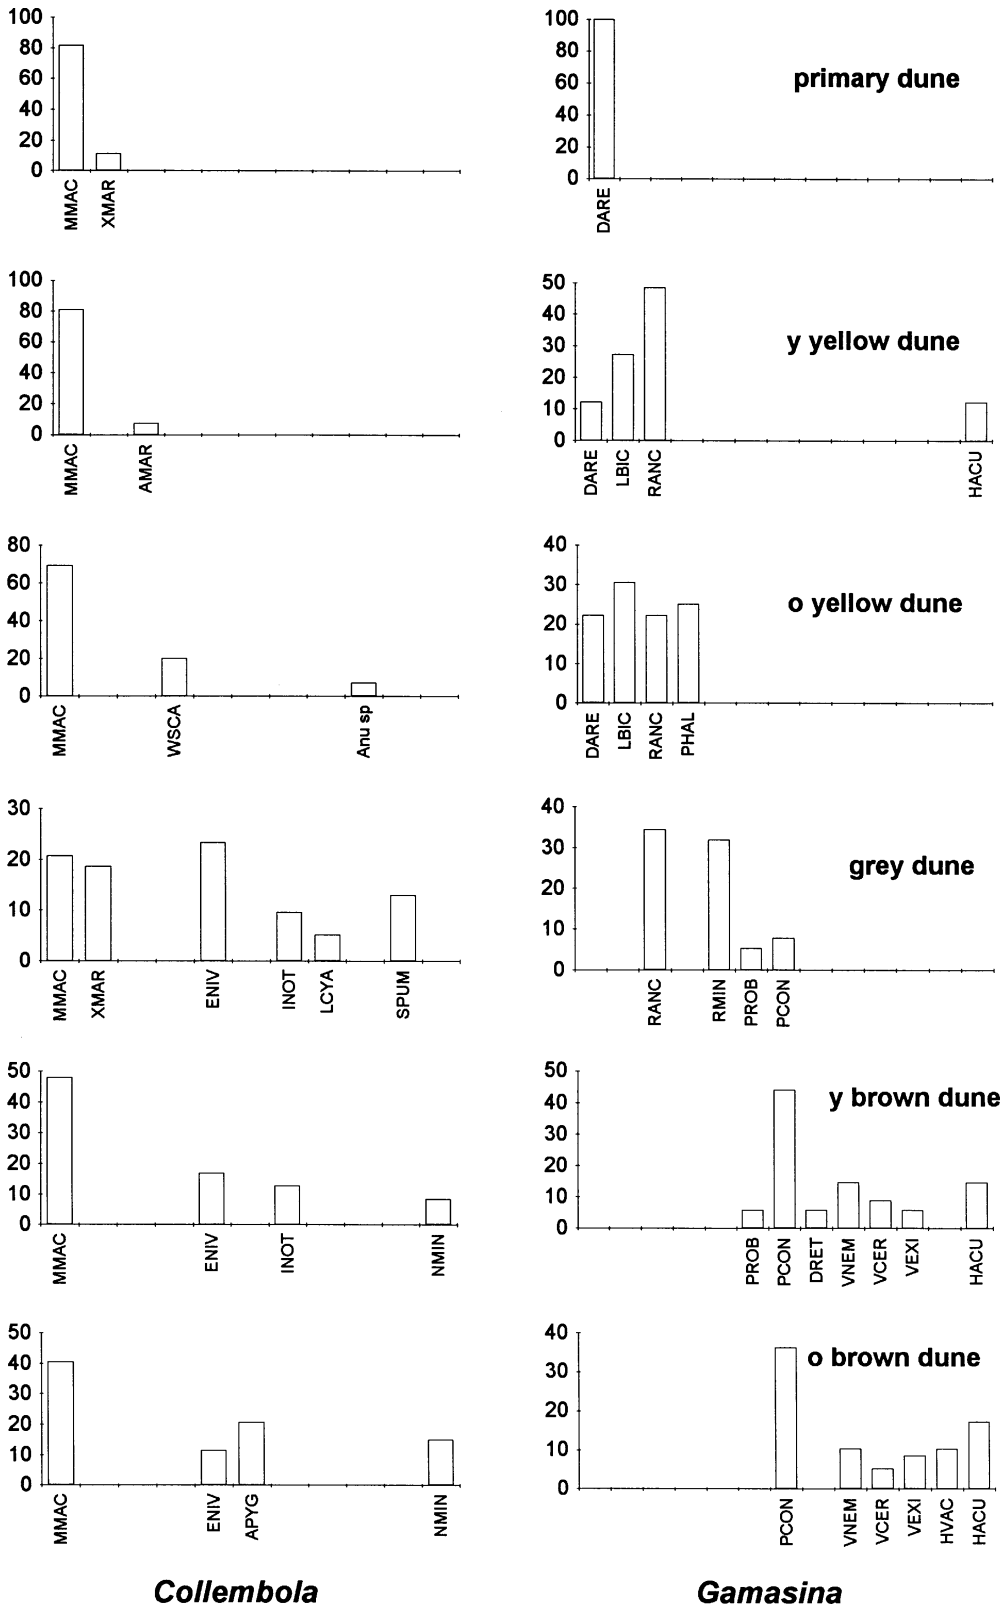 100
80
60
40
20
0
MMAC
XMAR
100
80
60
40
20
0
DARE
primary dune
100
80
60
40
20
0
MMAC
AMAR
50
40
30
20
10
0
DARE
LBIC
RANC
HACU
y yellow dune
80
60
40
20
0
MMAC
WSCA
Anu sp
40
30
20
10
0
DARE
LBIC
RANC
PHAL
o yellow dune
30
20
10
0
MMAC
XMAR
ENIV
INOT
LCYA
SPUM
40
30
20
10
0
RANC
RMIN
PROB
PCON
grey dune
50
40
30
20
10
0
MMAC
ENIV
INOT
NMIN
50
40
30
20
10
0
PROB
PCON
DRET
VNEM
VCER
VEXI
HACU
y brown dune
50
40
30
20
10
0
MMAC
ENIV
APYG
NMIN
40
30
20
10
0
PCON
VNEM
VCER
VEXI
HVAC
HACU
o brown dune
Collembola
Gamasina